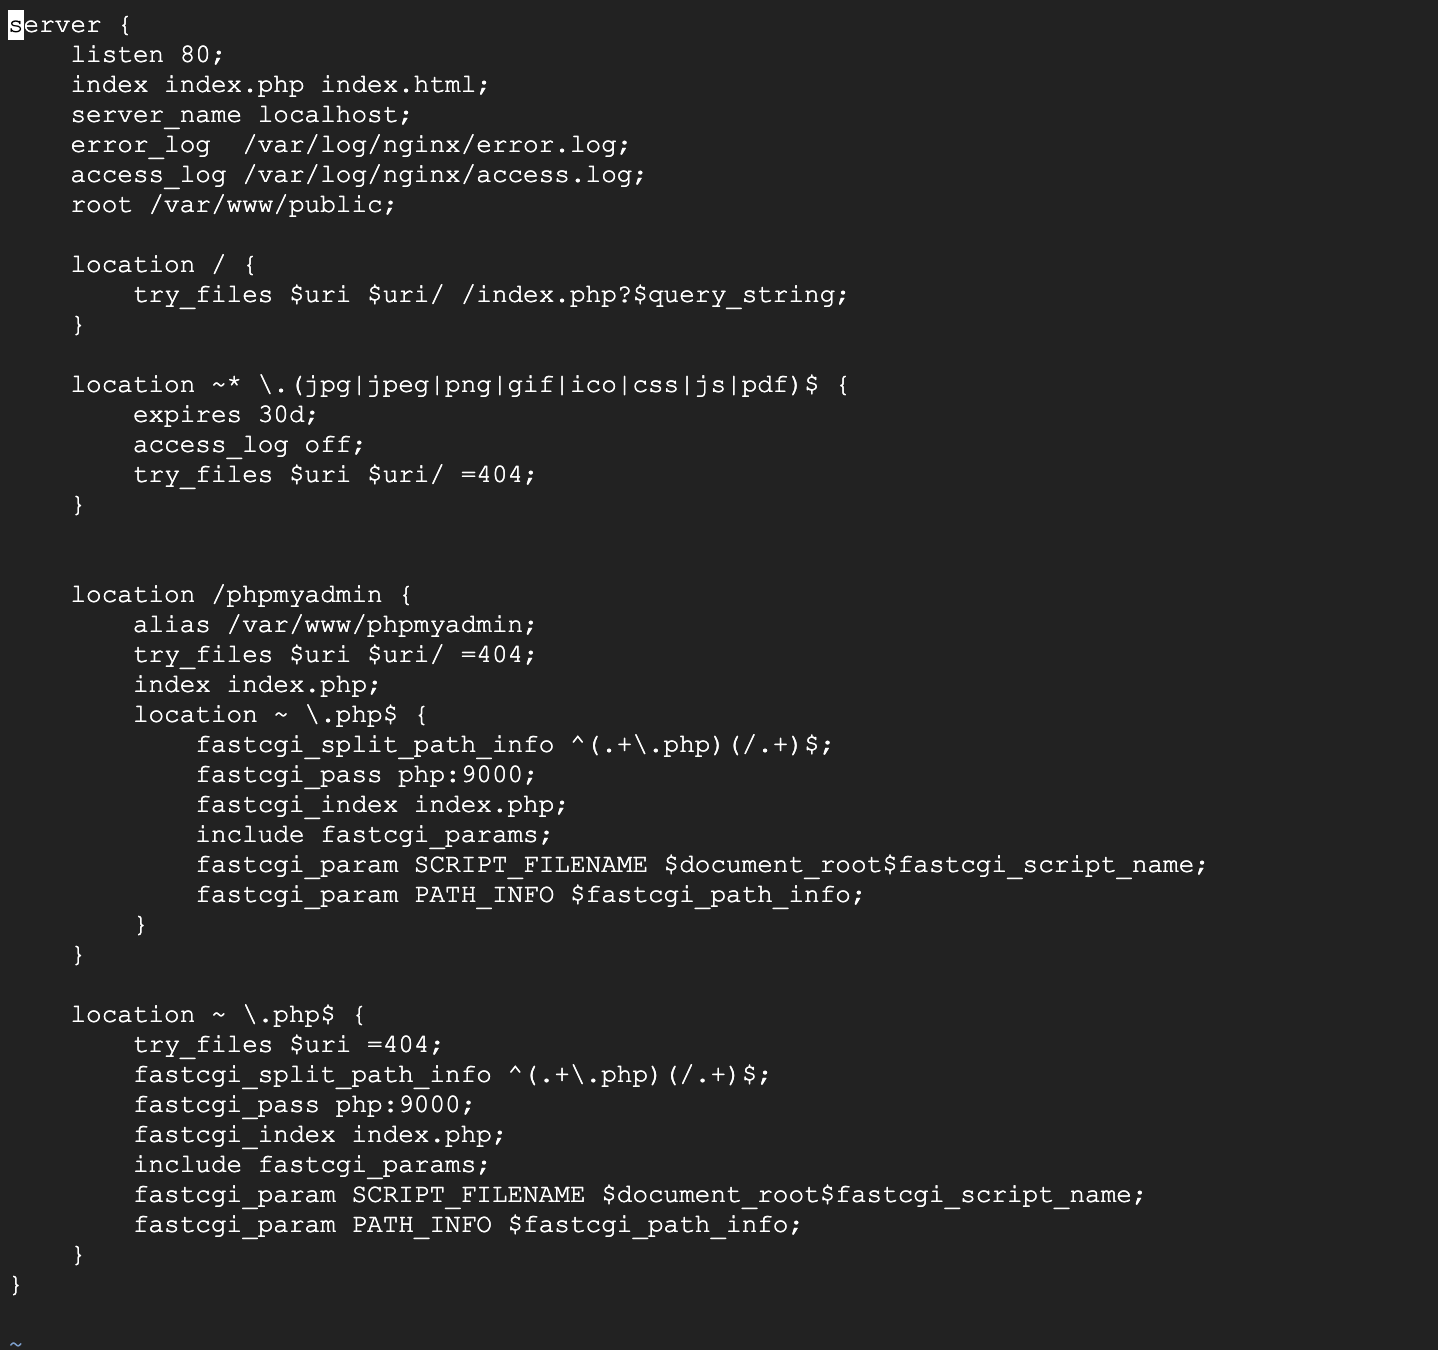 server {
    listen 80;
    index index.php index.html;
    server_name localhost;
    error_log  /var/log/nginx/error.log;
    access_log /var/log/nginx/access.log;
    root /var/www/public;

    location / {
        try_files $uri $uri/ /index.php?$query_string;
    }

    location ~* \.(jpg|jpeg|png|gif|ico|css|js|pdf)$ {
        expires 30d;
        access_log off;
        try_files $uri $uri/ =404;
    }


    location /phpmyadmin {
        alias /var/www/phpmyadmin;
        try_files $uri $uri/ =404;
        index index.php;
        location ~ \.php$ {
            fastcgi_split_path_info ^(.+\.php)(/.+)$;
            fastcgi_pass php:9000;
            fastcgi_index index.php;
            include fastcgi_params;
            fastcgi_param SCRIPT_FILENAME $document_root$fastcgi_script_name;
            fastcgi_param PATH_INFO $fastcgi_path_info;
        }
    }

    location ~ \.php$ {
        try_files $uri =404;
        fastcgi_split_path_info ^(.+\.php)(/.+)$;
        fastcgi_pass php:9000;
        fastcgi_index index.php;
        include fastcgi_params;
        fastcgi_param SCRIPT_FILENAME $document_root$fastcgi_script_name;
        fastcgi_param PATH_INFO $fastcgi_path_info;
    }
}

~